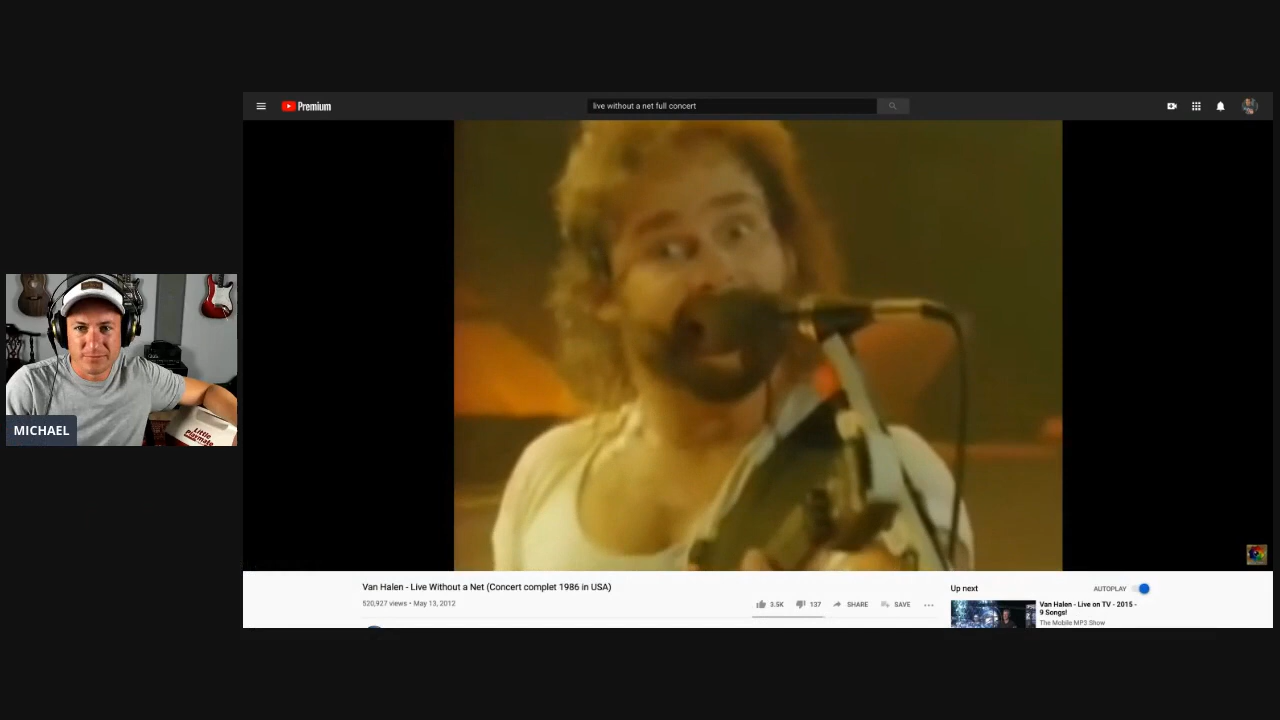 Premium
live without a net full concert
Little
Playmate
MICHAEL
Van Halen - Live Without a Net (Concert complet 1986 in USA)
520,927 views • May 13, 2012
3.5K
137
SHARE
SAVE
Up next
AUTOPLAY
Van Halen - Live on TV - 2015 -
9 Songs!
The Mobile MP3 Show